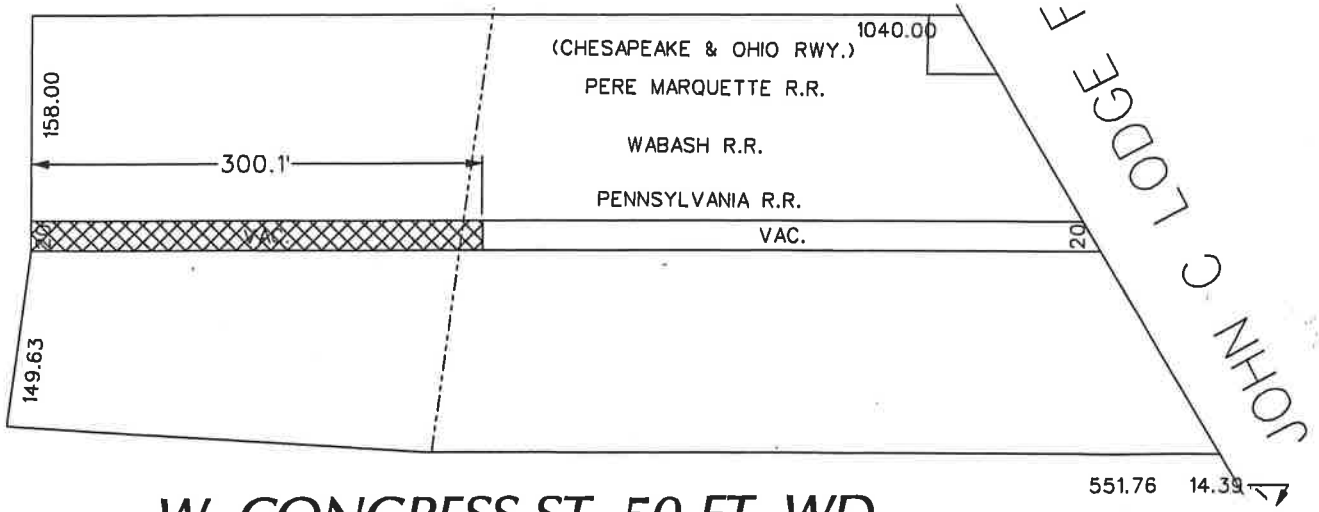 1040.00
(CHESAPEAKE & OHIO RWY.)
PERE MARQUETTE R.R.
158.00
WABASH R.R.
300.1'
PENNSYLVANIA R.R.
20
VAC.
VAC.
20
149.63
JOHN C LODGE F
551.76 14.39
W. CONGRESS ST. 50 FT. WD.